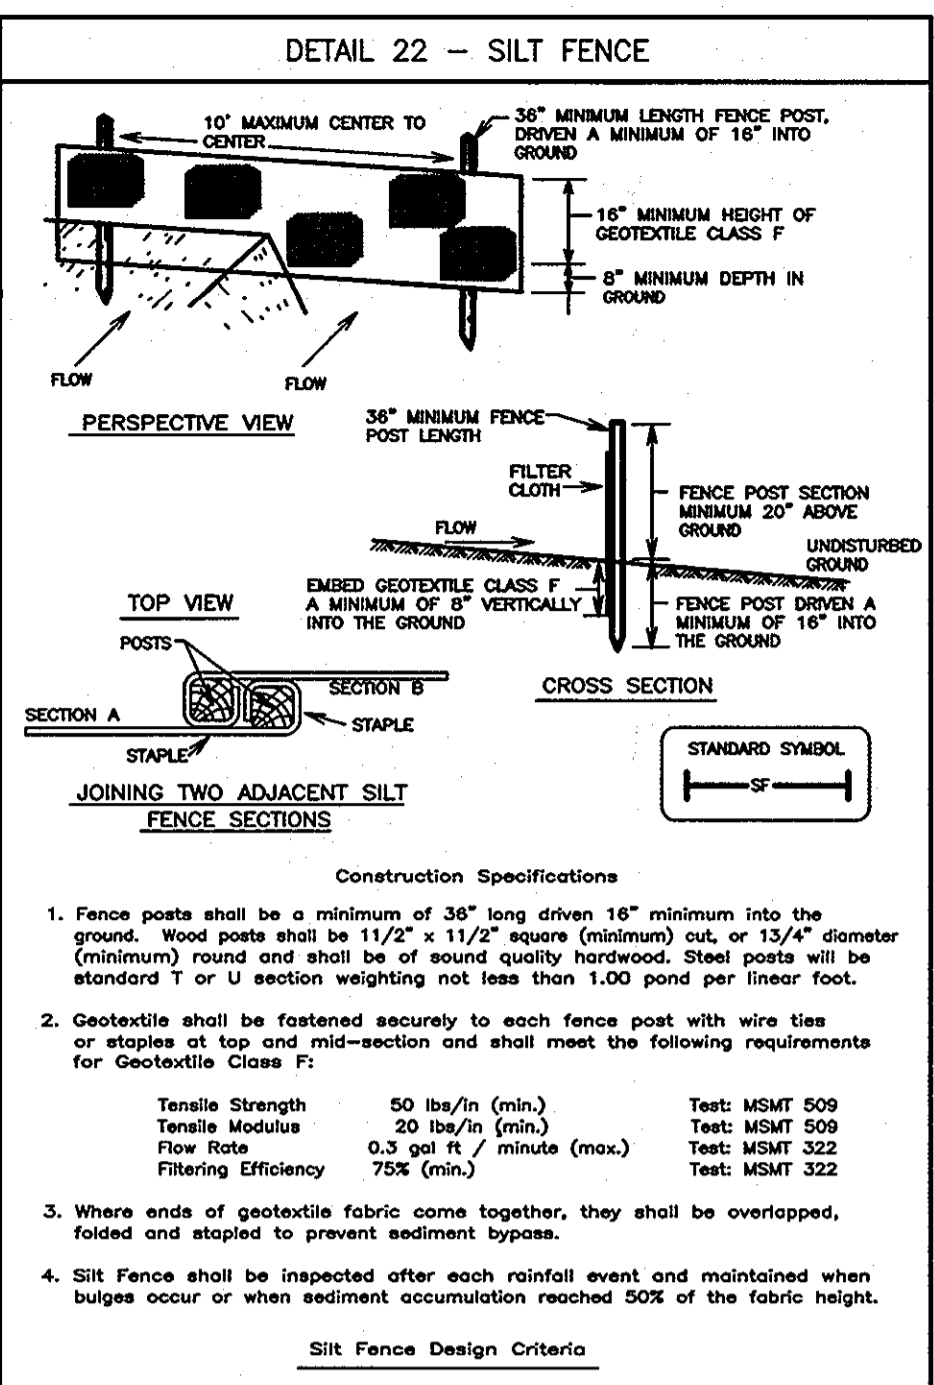 DETAIL 22 – SILT FENCE
10' MAXIMUM CENTER TO
CENTER
36" MINIMUM LENGTH FENCE POST,
DRIVEN A MINIMUM OF 16" INTO
GROUND
16" MINIMUM HEIGHT OF
GEOTEXTILE CLASS F
8" MINIMUM DEPTH IN
GROUND
FLOW
FLOW
PERSPECTIVE VIEW
36" MINIMUM FENCE
POST LENGTH
FILTER
CLOTH
FENCE POST SECTION
MINIMUM 20" ABOVE
GROUND
FLOW
UNDISTURBED
GROUND
EMBED GEOTEXTILE CLASS F
A MINIMUM OF 8" VERTICALLY
INTO THE GROUND
FENCE POST DRIVEN A
MINIMUM OF 16" INTO
THE GROUND
CROSS SECTION
TOP VIEW
POSTS
SECTION B
SECTION A
STAPLE
STAPLE
JOINING TWO ADJACENT SILT
FENCE SECTIONS
STANDARD SYMBOL
SF
Construction Specifications
1. Fence posts shall be a minimum of 36" long driven 16" minimum into the
ground. Wood posts shall be 11/2" x 11/2" square (minimum) cut, or 13/4" diameter
(minimum) round and shall be of sound quality hardwood. Steel posts will be
standard T or U section weighting not less than 1.00 pond per linear foot.
2. Geotextile shall be fastened securely to each fence post with wire ties
or staples at top and mid-section and shall meet the following requirements
for Geotextile Class F:
Tensile Strength 50 lbs/in (min.) Test: MSMT 509
Tensile Modulus 20 lbs/in (min.) Test: MSMT 509
Flow Rate 0.3 gal ft / minute (max.) Test: MSMT 322
Filtering Efficiency 75% (min.) Test: MSMT 322
3. Where ends of geotextile fabric come together, they shall be overlapped,
folded and stapled to prevent sediment bypass.
4. Silt Fence shall be inspected after each rainfall event and maintained when
bulges occur or when sediment accumulation reached 50% of the fabric height.
Silt Fence Design Criteria